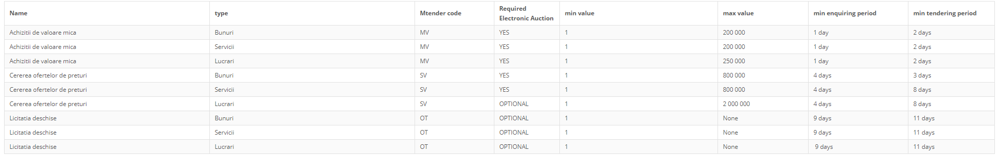 Name type Mtender code Required Electronic Auction min value max value min enquiring period min tendering period
Achizitii de valoare mica Bunuri MV YES 1 200 000 1 day 2 days
Achizitii de valoare mica Servicii MV YES 1 200 000 1 day 2 days
Achizitii de valoare mica Lucrari MV YES 1 250 000 1 day 2 days
Cererea ofertelor de preturi Bunuri SV YES 1 800 000 4 days 3 days
Cererea ofertelor de preturi Servicii SV YES 1 800 000 4 days 8 days
Cererea ofertelor de preturi Lucrari SV OPTIONAL 1 2 000 000 4 days 8 days
Licitatia deschise Bunuri OT OPTIONAL 1 None 9 days 11 days
Licitatia deschise Servicii OT OPTIONAL 1 None 9 days 11 days
Licitatia deschise Lucrari OT OPTIONAL 1 None 9 days 11 days